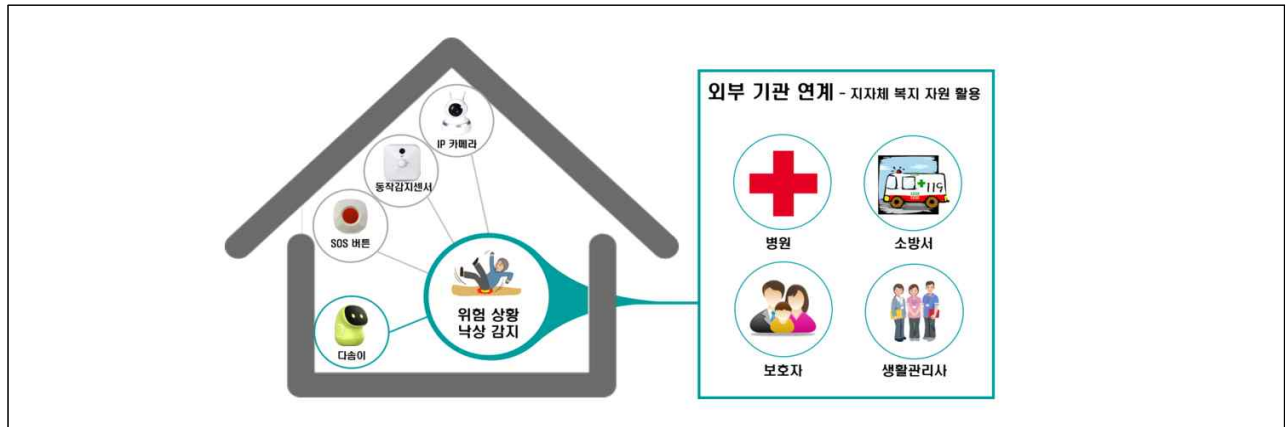 IP 카메라
동작감지센서
SOS 버튼
다솜이
위험 상황
낙상 감지
외부 기관 연계 - 지자체 복지 자원 활용
병원
119
소방서
보호자
생활관리사